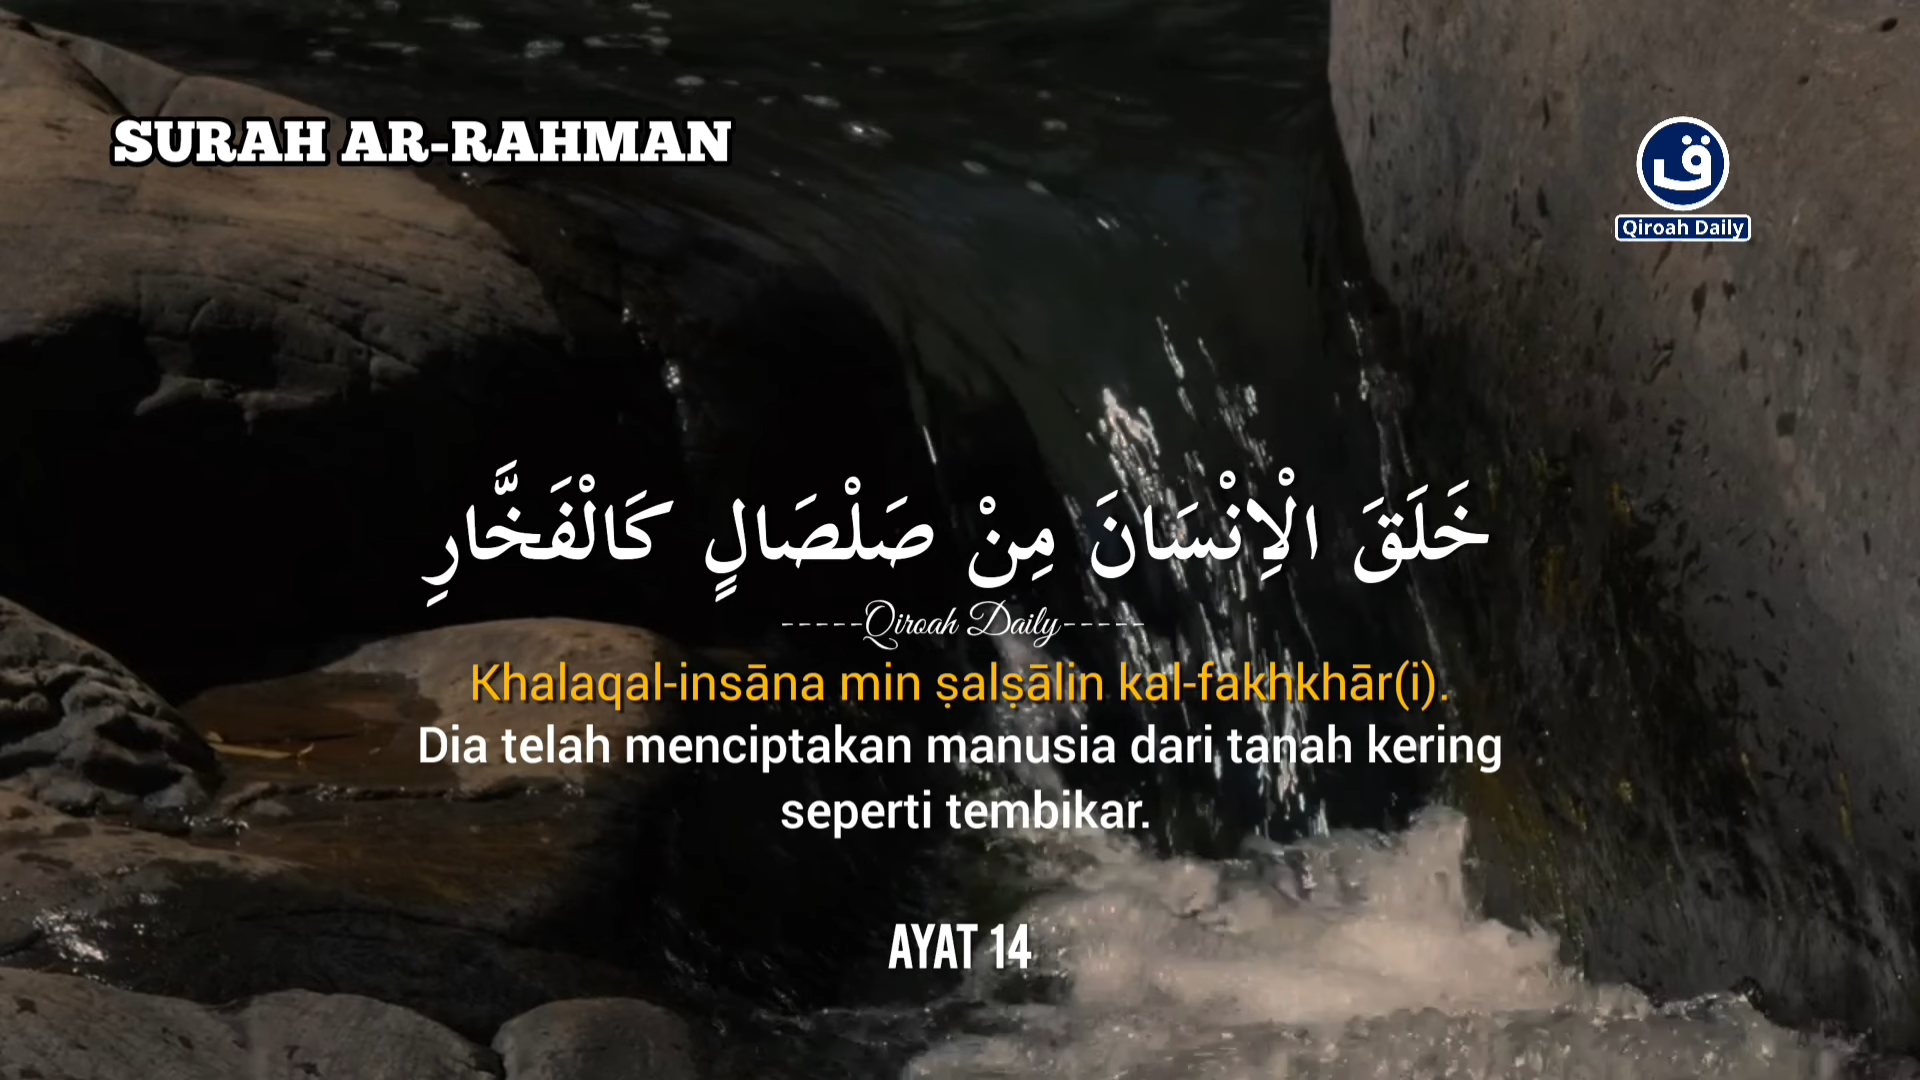 SURAH AR-RAHMAN
ق
Qiroah Daily
خَلَقَ الْاِنْسَانَ مِنْ صَلْصَالٍ كَالْفَخَّارِ
-----Qiroah Daily-----
Khalaqal-insāna min ṣalṣālin kal-fakhkhār(i).
Dia telah menciptakan manusia dari tanah kering
seperti tembikar.
AYAT 14